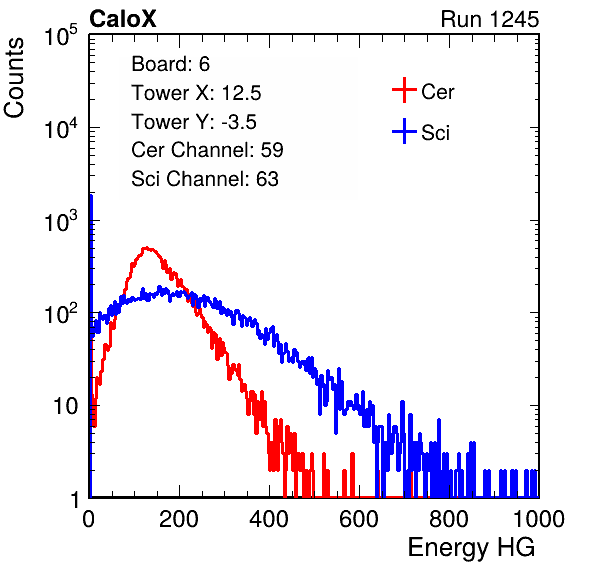 CaloX Run 1245
Counts
10^5
10^4
10^3
10^2
10
1
Board: 6
Tower X: 12.5
Tower Y: -3.5
Cer Channel: 59
Sci Channel: 63
Cer
Sci
0 200 400 600 800 1000
Energy HG